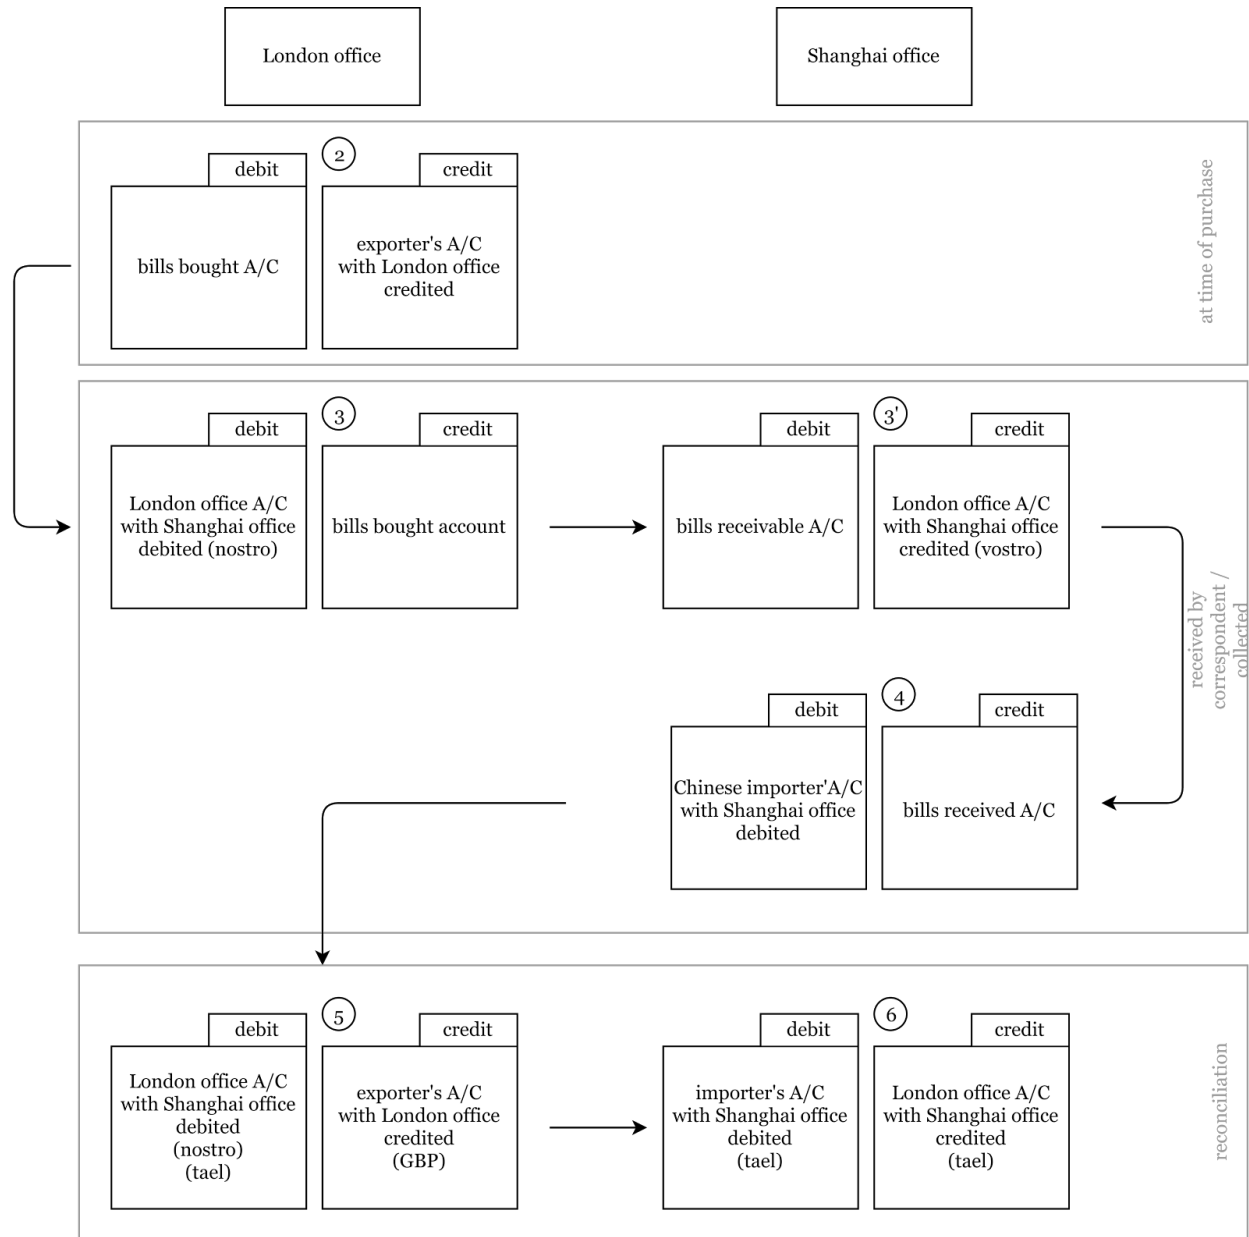 London office
Shanghai office
2
debit
credit
bills bought A/C
exporter's A/C
with London office
credited
at time of purchase
3
debit
credit
London office A/C
with Shanghai office
debited (nostro)
bills bought account
3'
debit
credit
bills receivable A/C
London office A/C
with Shanghai office
credited (vostro)
received by
correspondent /
collected
4
debit
credit
Chinese importer'A/C
with Shanghai office
debited
bills received A/C
5
debit
credit
London office A/C
with Shanghai office
debited
(nostro)
(tael)
exporter's A/C
with London office
credited
(GBP)
6
debit
credit
importer's A/C
with Shanghai office
debited
(tael)
London office A/C
with Shanghai office
credited
(tael)
reconciliation